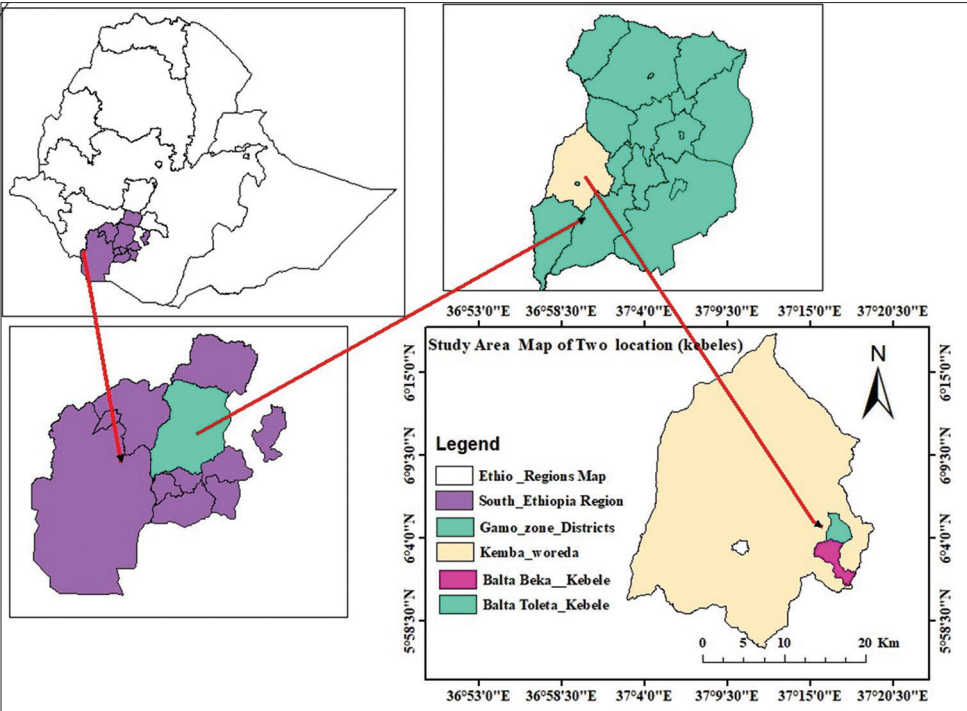 36°53'0"E 36°58'30"E 37°4'0"E 37°9'30"E 37°15'0"E 37°20'30"E
Study Area Map of Two location (kebeles)
N
6°15'0"N
6°15'0"N
Legend
6°9'30"N
6°9'30"N
Ethio _Regions Map
South_Ethiopia Region
Gamo_zone_Districts
6°4'0"N
6°4'0"N
Kemba_woreda
Balta Beka__Kebele
Balta Toleta_Kebele
5°58'30"N
5°58'30"N
0 5 10 20 Km
36°53'0"E 36°58'30"E 37°4'0"E 37°9'30"E 37°15'0"E 37°20'30"E